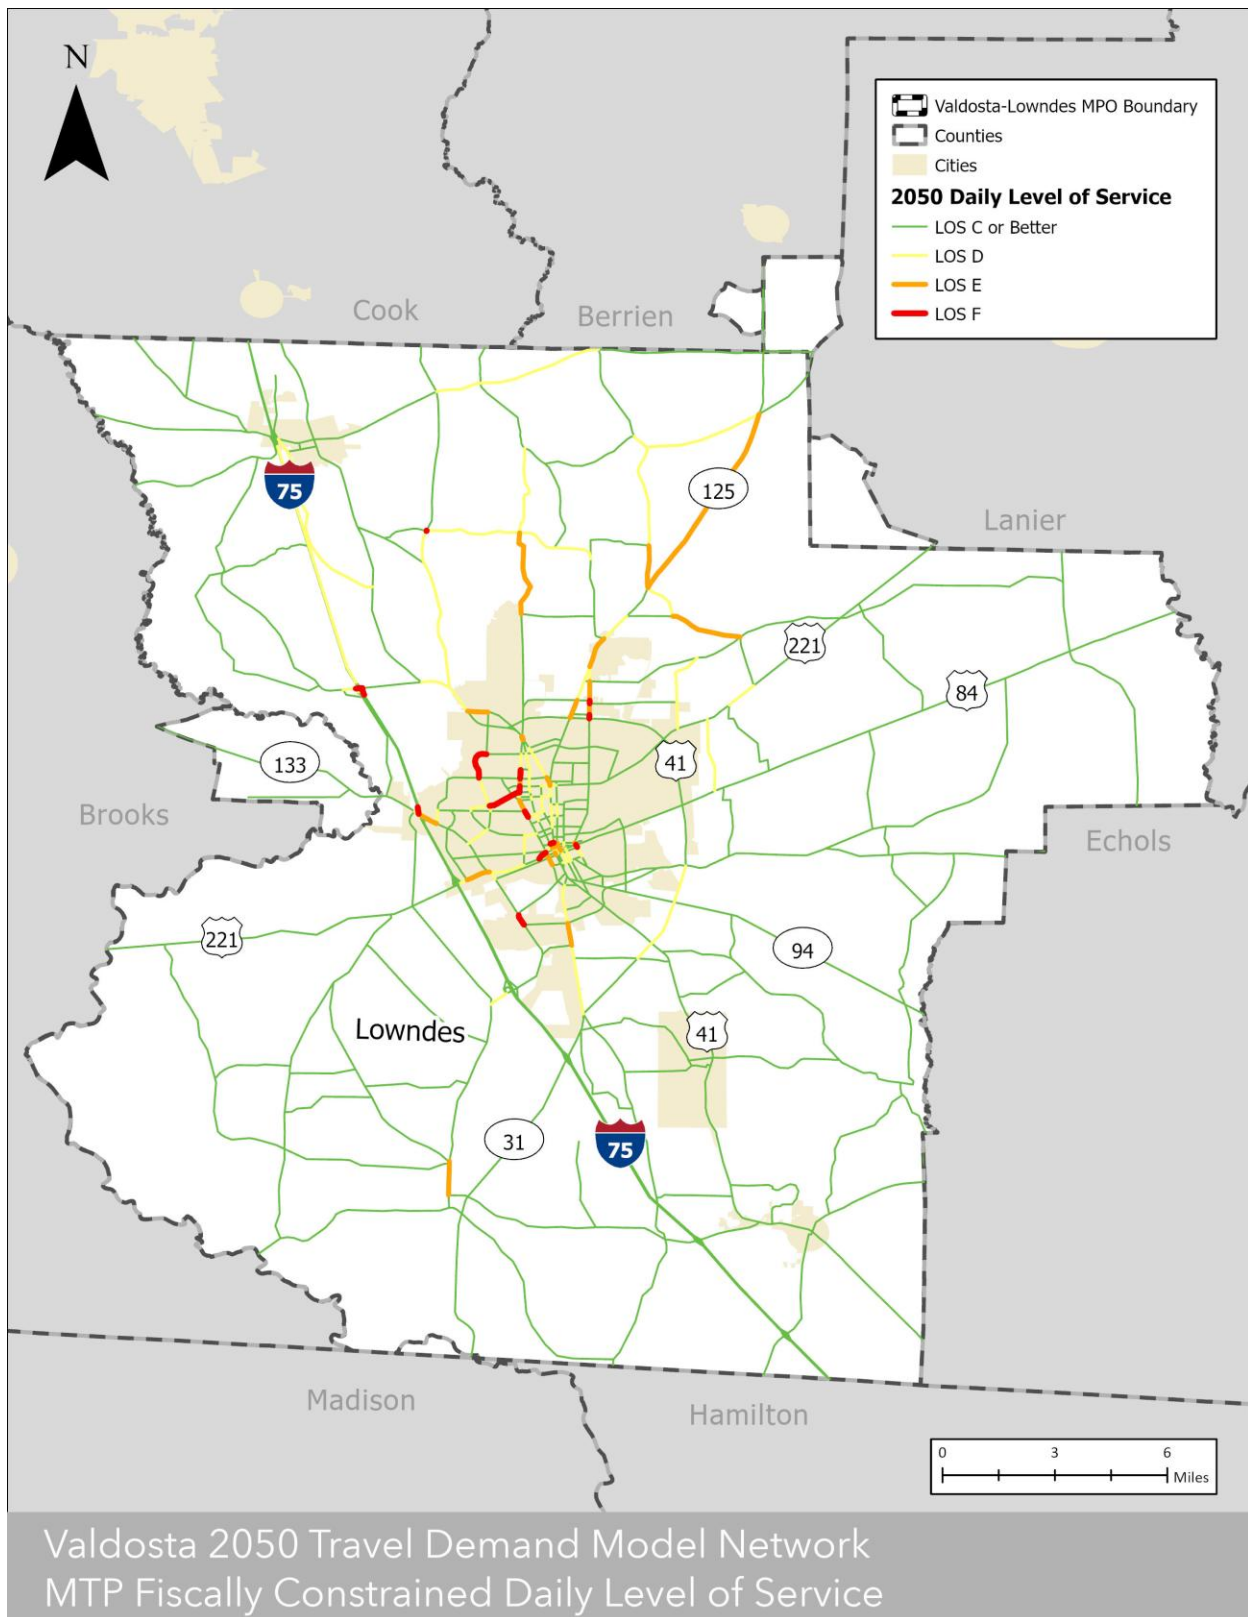 N
Valdosta-Lowndes MPO Boundary
Counties
Cities
2050 Daily Level of Service
LOS C or Better
LOS D
LOS E
LOS F
Cook
Berrien
75
125
Lanier
221
84
133
41
Brooks
Echols
221
94
Lowndes
41
31
75
Madison
Hamilton
0 3 6
Miles
Valdosta 2050 Travel Demand Model Network
MTP Fiscally Constrained Daily Level of Service